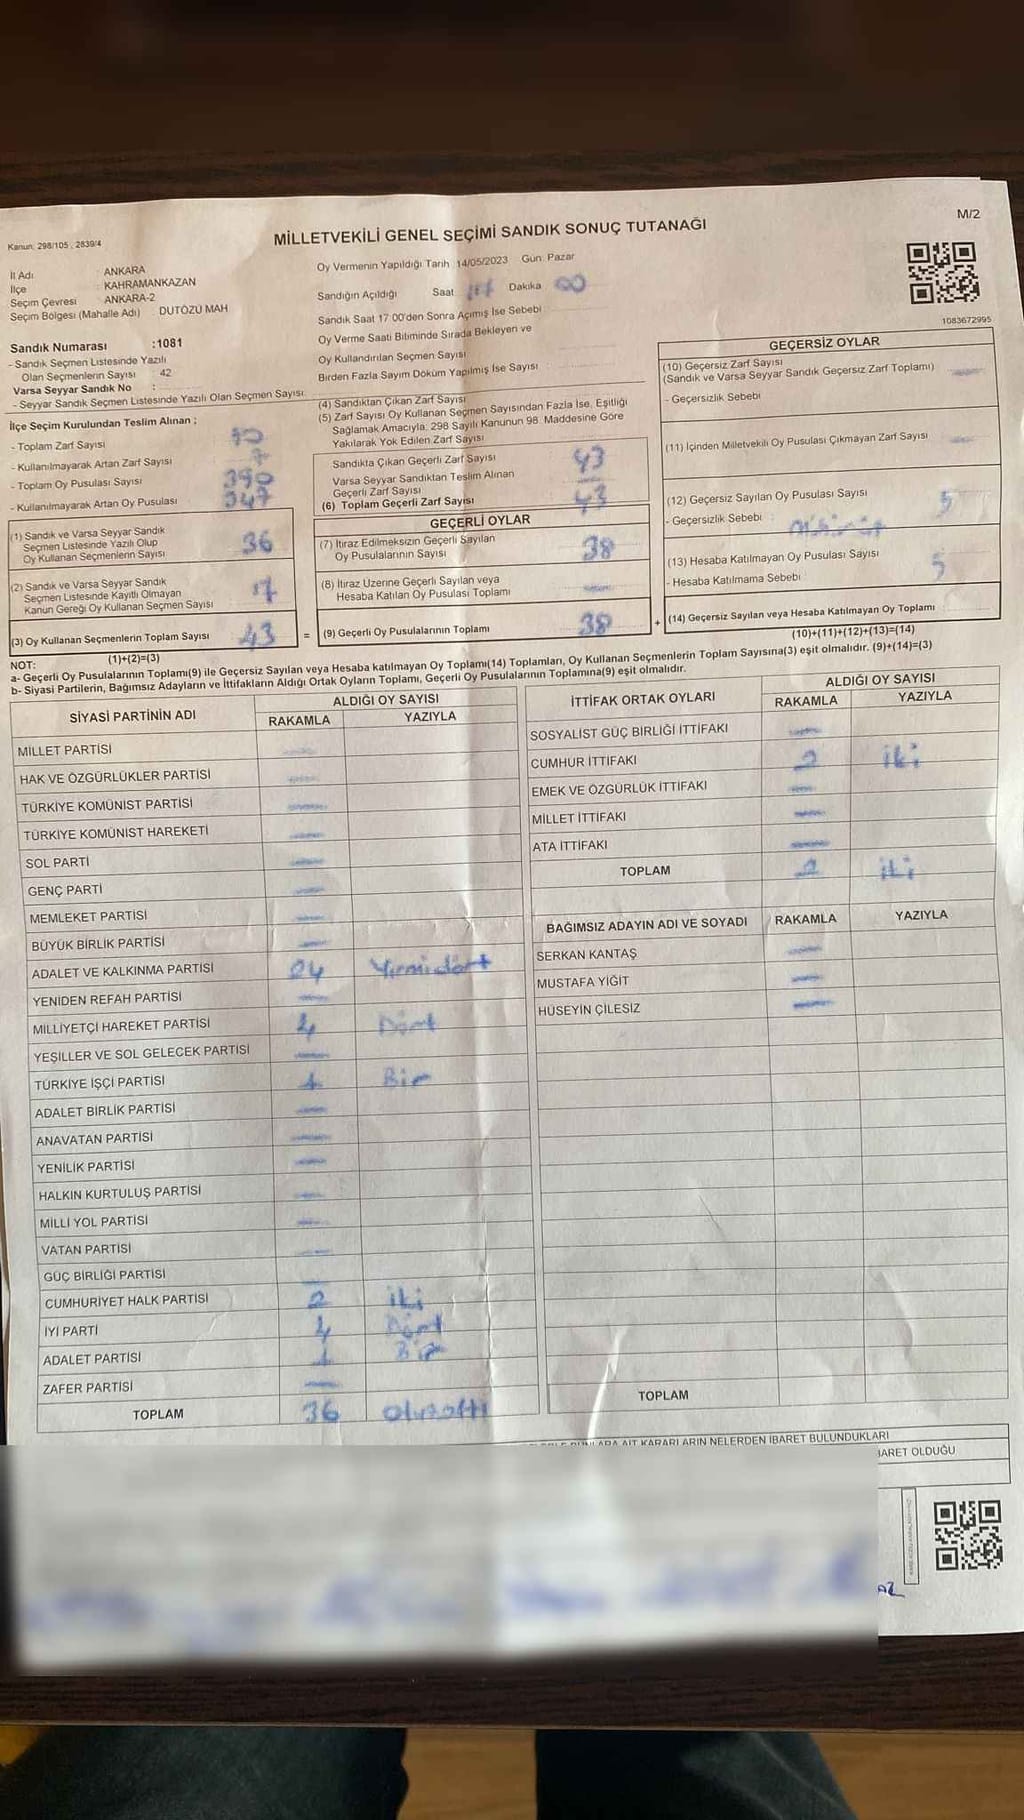 M/2
Kanun: 298/105 , 2839/4
MİLLETVEKİLİ GENEL SEÇİMİ SANDIK SONUÇ TUTANAĞI
İl Adı : ANKARA
İlçe : KAHRAMANKAZAN
Seçim Çevresi : ANKARA-2
Seçim Bölgesi (Mahalle Adı) DUTÖZÜ MAH
Sandık Numarası :1081
- Sandık Seçmen Listesinde Yazılı
Olan Seçmenlerin Sayısı : 42
Varsa Seyyar Sandık No :
- Seyyar Sandık Seçmen Listesinde Yazılı Olan Seçmen Sayısı:
Oy Vermenin Yapıldığı Tarih 14/05/2023 Gün: Pazar
Sandığın Açıldığı Saat Dakika 00
Sandık Saat 17:00'den Sonra Açımış İse Sebebi
Oy Verme Saati Bitiminde Sırada Bekleyen ve
Oy Kullandırılan Seçmen Sayısı
Birden Fazla Sayım Döküm Yapılmış İse Sayısı
1083672995
İlçe Seçim Kurulundan Teslim Alınan ;
- Toplam Zarf Sayısı
- Kullanılmayarak Artan Zarf Sayısı 7
- Toplam Oy Pusulası Sayısı 390
- Kullanılmayarak Artan Oy Pusulası 347
(1) Sandık ve Varsa Seyyar Sandık
Seçmen Listesinde Yazılı Olup
Oy Kullanan Seçmenlerin Sayısı 36
(2) Sandık ve Varsa Seyyar Sandık
Seçmen Listesinde Kayıtlı Olmayan
Kanun Gereği Oy Kullanan Seçmen Sayısı
(3) Oy Kullanan Seçmenlerin Toplam Sayısı 43 =
(1)+(2)=(3)
(4) Sandıktan Çıkan Zarf Sayısı
(5) Zarf Sayısı Oy Kullanan Seçmen Sayısından Fazla İse, Eşitliği
Sağlamak Amacıyla; 298 Sayılı Kanunun 98. Maddesine Göre
Yakılarak Yok Edilen Zarf Sayısı
Sandıkta Çıkan Geçerli Zarf Sayısı 43
Varsa Seyyar Sandıktan Teslim Alınan
Geçerli Zarf Sayısı
(6) Toplam Geçerli Zarf Sayısı 43
GEÇERLİ OYLAR
(7) İtiraz Edilmeksizin Geçerli Sayılan
Oy Pusulalarının Sayısı 38
(8) İtiraz Üzerine Geçerli Sayılan veya
Hesaba Katılan Oy Pusulası Toplamı
(9) Geçerli Oy Pusulalarının Toplamı 38 +
GEÇERSİZ OYLAR
(10) Geçersiz Zarf Sayısı
(Sandık ve Varsa Seyyar Sandık Geçersiz Zarf Toplamı)
- Geçersizlik Sebebi
(11) İçinden Milletvekili Oy Pusulası Çıkmayan Zarf Sayısı
(12) Geçersiz Sayılan Oy Pusulası Sayısı 5
- Geçersizlik Sebebi :
(13) Hesaba Katılmayan Oy Pusulası Sayısı 5
- Hesaba Katılmama Sebebi
(14) Geçersiz Sayılan veya Hesaba Katılmayan Oy Toplamı
(10)+(11)+(12)+(13)=(14)
NOT:
a- Geçerli Oy Pusulalarının Toplamı(9) ile Geçersiz Sayılan veya Hesaba katılmayan Oy Toplamı(14) Toplamları, Oy Kullanan Seçmenlerin Toplam Sayısına(3) eşit olmalıdır. (9)+(14)=(3)
b- Siyasi Partilerin, Bağımsız Adayların ve İttifakların Aldığı Ortak Oyların Toplamı, Geçerli Oy Pusulalarının Toplamına(9) eşit olmalıdır.
SİYASİ PARTİNİN ADI
ALDIĞI OY SAYISI
RAKAMLA YAZIYLA
MİLLET PARTİSİ
HAK VE ÖZGÜRLÜKLER PARTİSİ
TÜRKİYE KOMÜNİST PARTİSİ
TÜRKİYE KOMÜNİST HAREKETİ
SOL PARTİ
GENÇ PARTİ
MEMLEKET PARTİSİ
BÜYÜK BİRLİK PARTİSİ
ADALET VE KALKINMA PARTİSİ 24 Yirmidört
YENİDEN REFAH PARTİSİ
MİLLİYETÇİ HAREKET PARTİSİ 4 Dört
YEŞİLLER VE SOL GELECEK PARTİSİ
TÜRKİYE İŞÇİ PARTİSİ 1 Bir
ADALET BİRLİK PARTİSİ
ANAVATAN PARTİSİ
YENİLİK PARTİSİ
HALKIN KURTULUŞ PARTİSİ
MİLLİ YOL PARTİSİ
VATAN PARTİSİ
GÜÇ BİRLİĞİ PARTİSİ
CUMHURİYET HALK PARTİSİ 2 iki
İYİ PARTİ 4 Dört
ADALET PARTİSİ 1 Bir
ZAFER PARTİSİ
TOPLAM 36
İTTİFAK ORTAK OYLARI
ALDIĞI OY SAYISI
RAKAMLA YAZIYLA
SOSYALİST GÜÇ BİRLİĞİ İTTİFAKI
CUMHUR İTTİFAKI 2 iki
EMEK VE ÖZGÜRLÜK İTTİFAKI
MİLLET İTTİFAKI
ATA İTTİFAKI
TOPLAM 2 iki
BAĞIMSIZ ADAYIN ADI VE SOYADI RAKAMLA YAZIYLA
SERKAN KANTAŞ
MUSTAFA YİĞİT
HÜSEYİN ÇİLESİZ
TOPLAM
AİT KARARLARIN NELERDEN İBARET BULUNDUKLARI
OLDUĞU